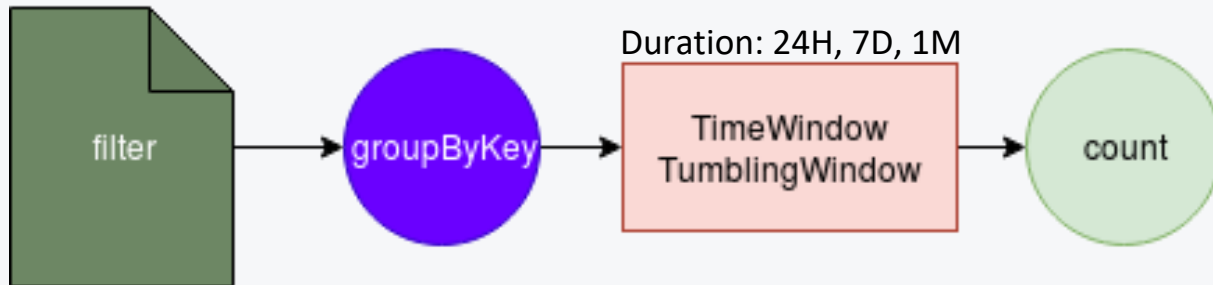 Duration: 24H, 7D, 1M
filter
groupByKey
TimeWindow
TumblingWindow
count